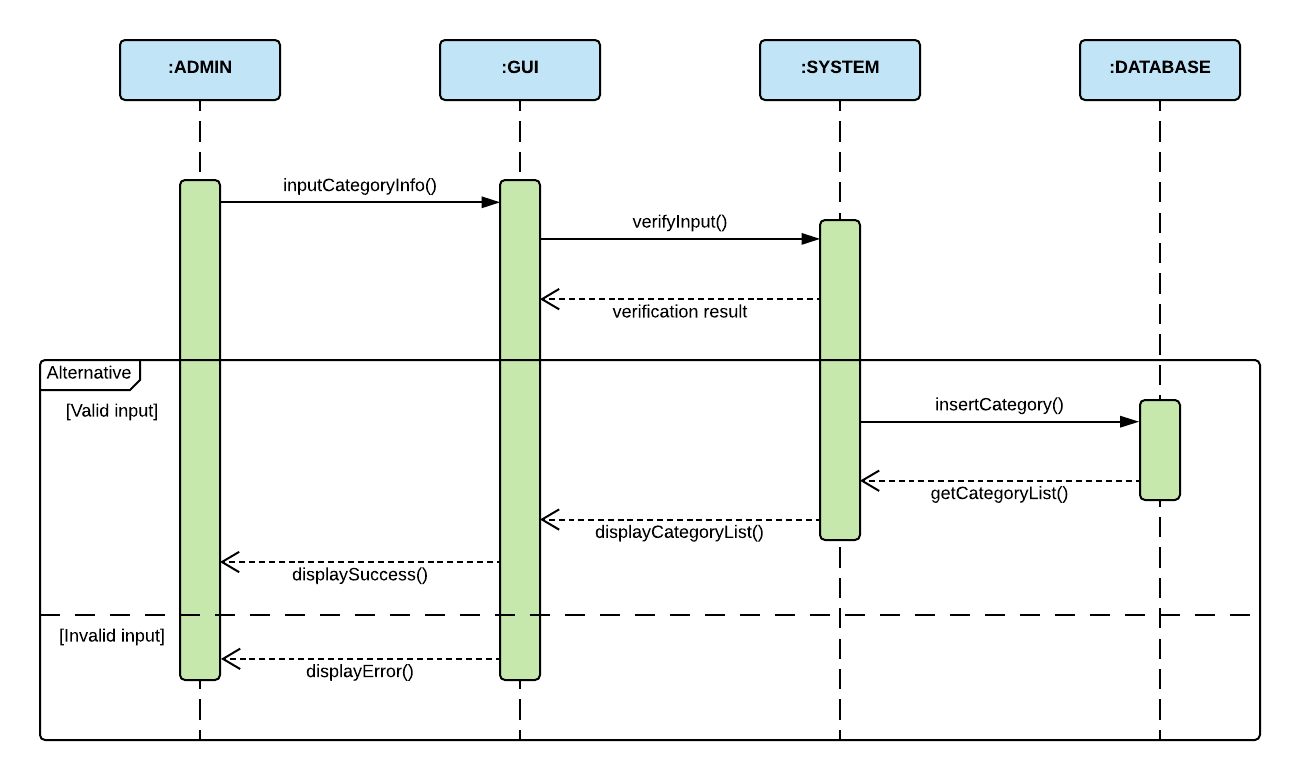 :ADMIN
:GUI
:SYSTEM
:DATABASE
inputCategoryInfo()
verifyInput()
verification result
Alternative
[Valid input]
insertCategory()
getCategoryList()
displayCategoryList()
displaySuccess()
[Invalid input]
displayError()